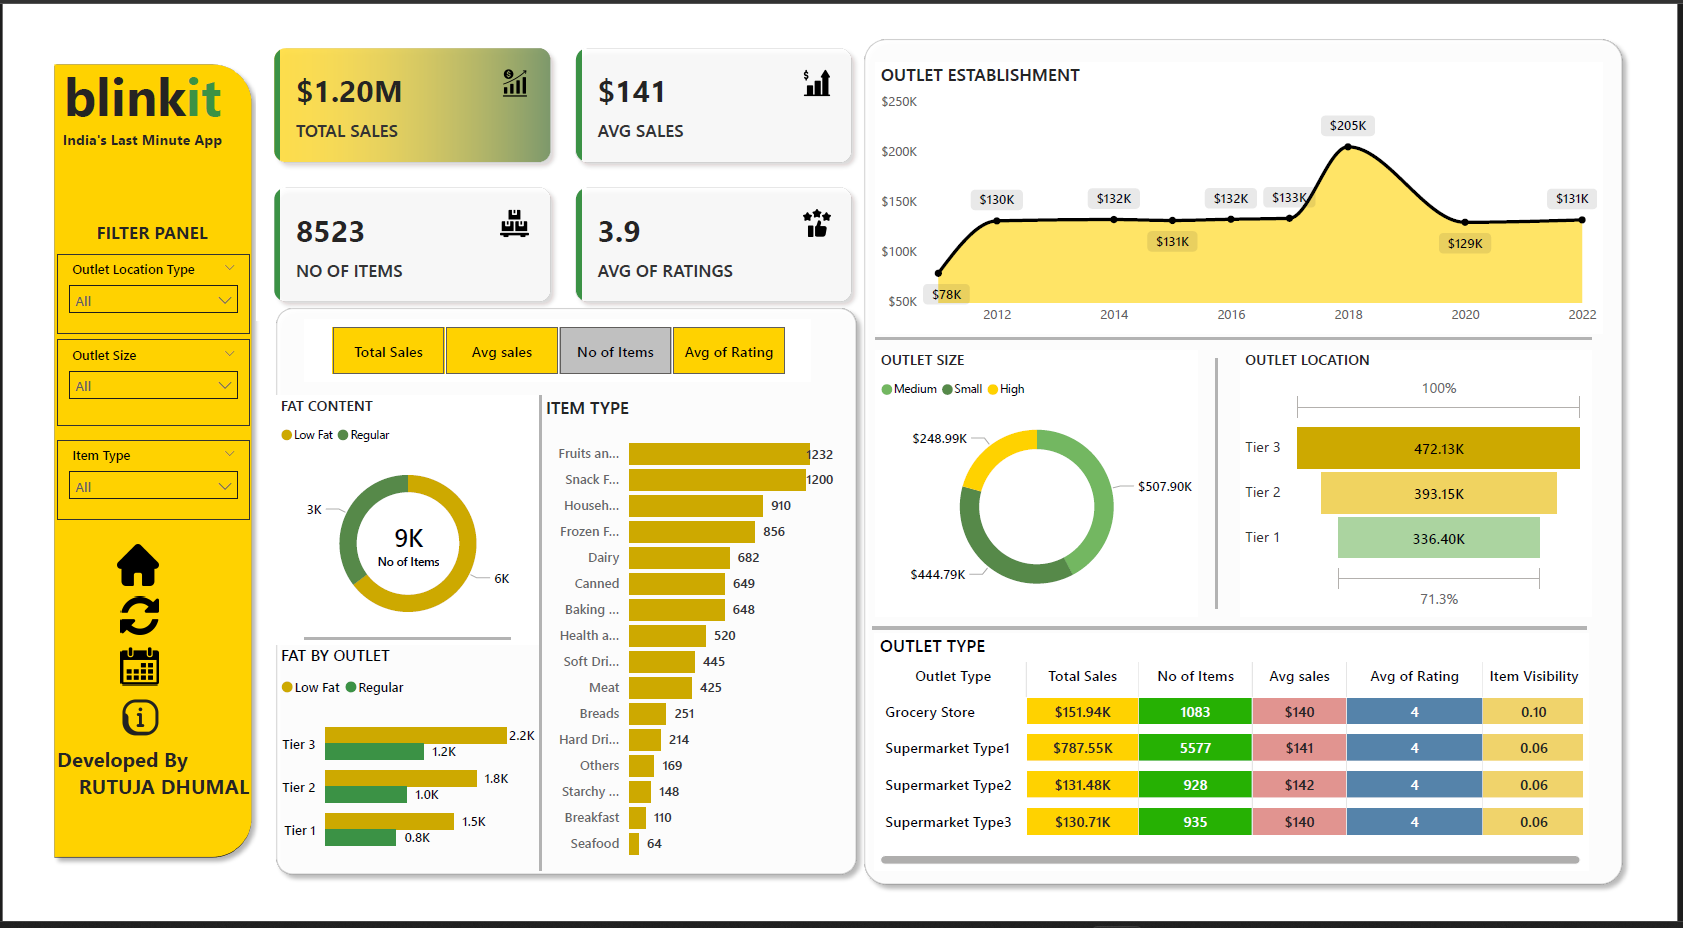 blinkit
India's Last Minute App
FILTER PANEL
Outlet Location Type
All
Outlet Size
All
Item Type
All
Developed By
RUTUJA DHUMAL
$1.20M
TOTAL SALES
$141
AVG SALES
8523
NO OF ITEMS
3.9
AVG OF RATINGS
Total Sales
Avg sales
No of Items
Avg of Rating
FAT CONTENT
Low Fat Regular
3K
9K
No of Items
6K
FAT BY OUTLET
Low Fat Regular
Tier 3 2.2K
1.2K
Tier 2 1.8K
1.0K
Tier 1 1.5K
0.8K
ITEM TYPE
Fruits an... 1232
Snack F... 1200
Househ... 910
Frozen F... 856
Dairy 682
Canned 649
Baking ... 648
Health a... 520
Soft Dri... 445
Meat 425
Breads 251
Hard Dri... 214
Others 169
Starchy ... 148
Breakfast 110
Seafood 64
OUTLET ESTABLISHMENT
$250K
$200K
$150K
$100K
$50K
$78K
$130K
$132K
$131K
$132K
$133K
$205K
$129K
$131K
2012 2014 2016 2018 2020 2022
OUTLET SIZE
Medium Small High
$248.99K
$507.90K
$444.79K
OUTLET LOCATION
100%
Tier 3 472.13K
Tier 2 393.15K
Tier 1 336.40K
71.3%
OUTLET TYPE
Outlet Type Total Sales No of Items Avg sales Avg of Rating Item Visibility
Grocery Store $151.94K 1083 $140 4 0.10
Supermarket Type1 $787.55K 5577 $141 4 0.06
Supermarket Type2 $131.48K 928 $142 4 0.06
Supermarket Type3 $130.71K 935 $140 4 0.06